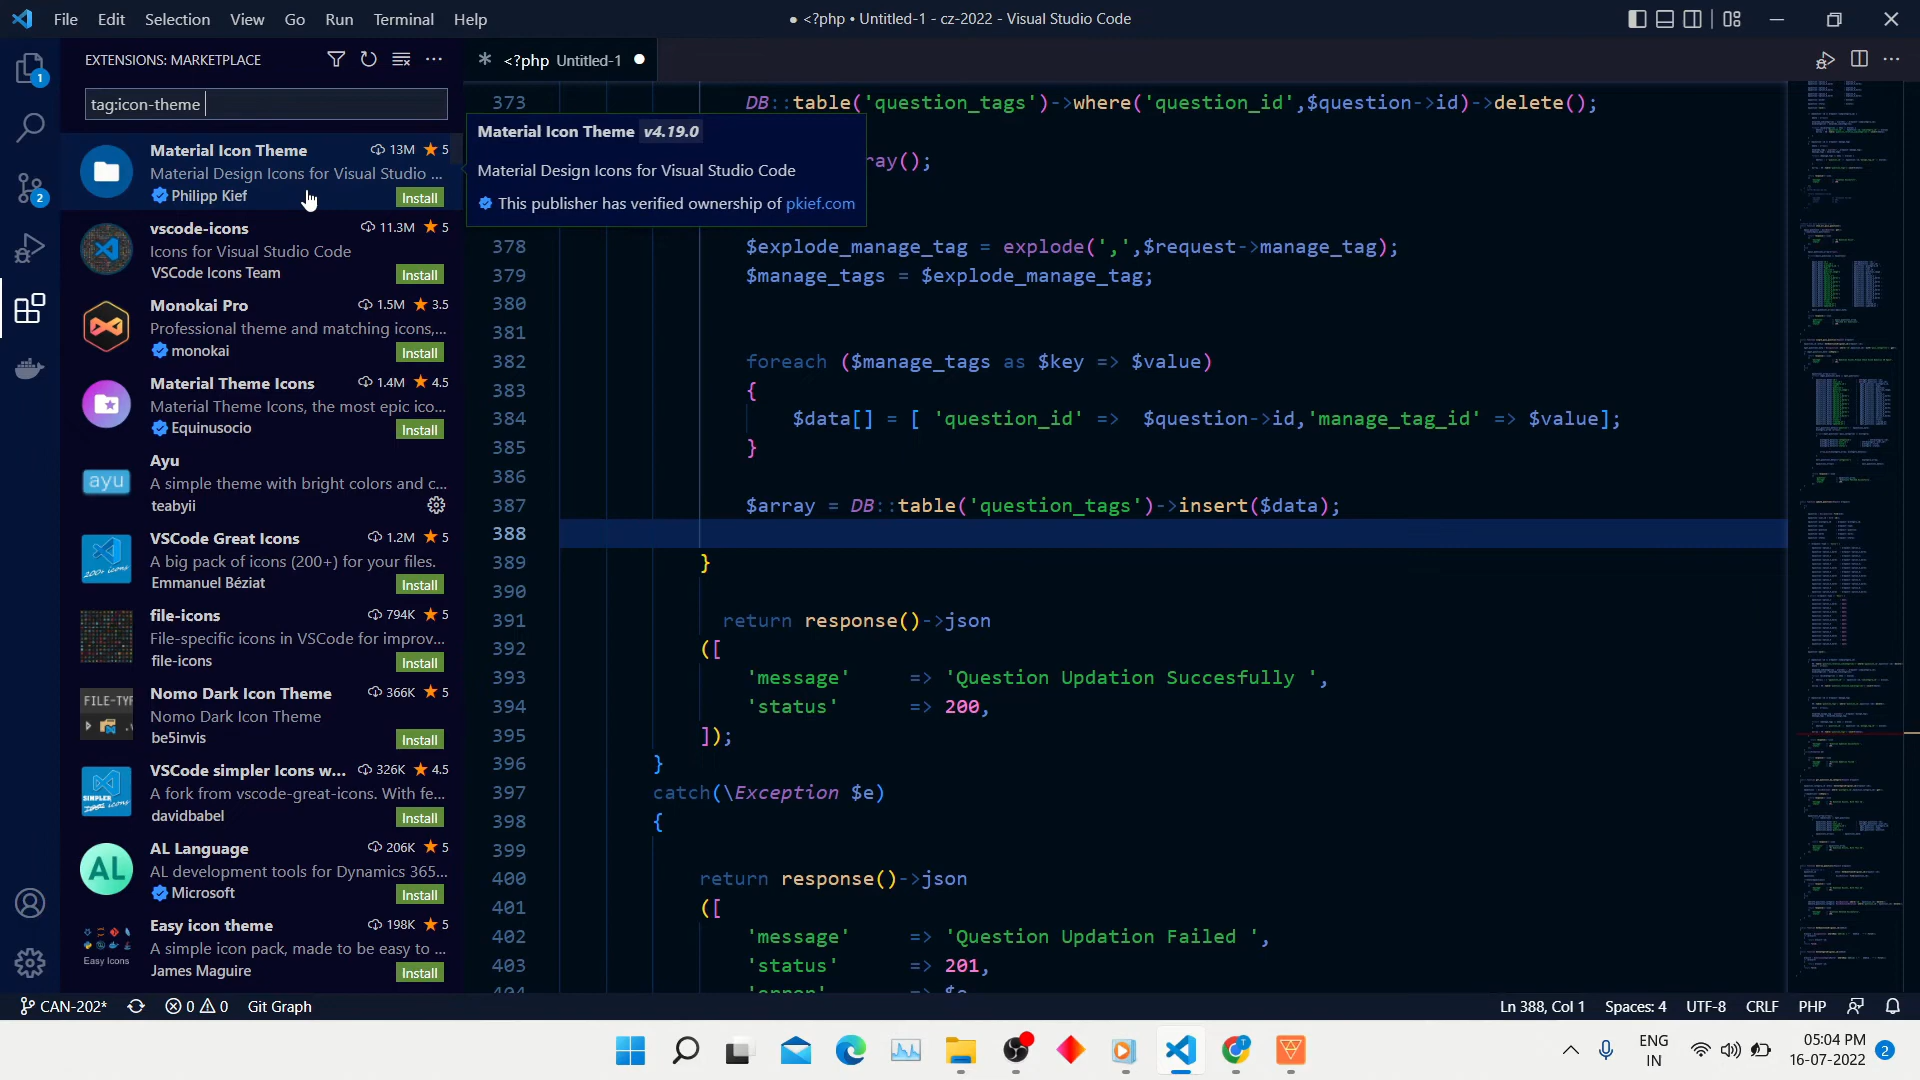 File Edit Selection View Go Run Terminal Help
● <?php • Untitled-1 - cz-2022 - Visual Studio Code
EXTENSIONS: MARKETPLACE
<?php Untitled-1 ●
tag:icon-theme
1
2
Material Icon Theme 13M ★ 5
Material Design Icons for Visual Studio ...
Philipp Kief Install
vscode-icons 11.3M ★ 5
Icons for Visual Studio Code
VSCode Icons Team Install
Monokai Pro 1.5M ★ 3.5
Professional theme and matching icons,...
monokai Install
Material Theme Icons 1.4M ★ 4.5
Material Theme Icons, the most epic ico...
Equinusocio Install
ayu
Ayu
A simple theme with bright colors and c...
teabyii
VSCode Great Icons 1.2M ★ 5
A big pack of icons (200+) for your files.
Emmanuel Béziat Install
200+ icons
file-icons 794K ★ 5
File-specific icons in VSCode for improv...
file-icons Install
FILE-TYP
Nomo Dark Icon Theme 366K ★ 5
Nomo Dark Icon Theme
be5invis Install
VSCode simpler Icons w... 326K ★ 4.5
A fork from vscode-great-icons. With fe...
davidbabel Install
SIMPLER
AL
AL Language 206K ★ 5
AL development tools for Dynamics 365...
Microsoft Install
Easy icon theme 198K ★ 5
A simple icon pack, made to be easy to ...
James Maguire Install
Easy Icons
Material Icon Theme v4.19.0
Material Design Icons for Visual Studio Code
This publisher has verified ownership of pkief.com
373 DB::table('question_tags')->where('question_id',$question->id)->delete();
ray();
378 $explode_manage_tag = explode(',',$request->manage_tag);
379 $manage_tags = $explode_manage_tag;
380
381
382 foreach ($manage_tags as $key => $value)
383 {
384 $data[] = [ 'question_id' => $question->id,'manage_tag_id' => $value];
385 }
386
387 $array = DB::table('question_tags')->insert($data);
388
389 }
390
391 return response()->json
392 ([
393 'message' => 'Question Updation Succesfully ',
394 'status' => 200,
395 ]);
396 }
397 catch(\Exception $e)
398 {
399
400 return response()->json
401 ([
402 'message' => 'Question Updation Failed ',
403 'status' => 201,
404 'error' => $e
CAN-202* 0 0 Git Graph
Ln 388, Col 1 Spaces: 4 UTF-8 CRLF PHP
ENG
IN
05:04 PM
16-07-2022
2